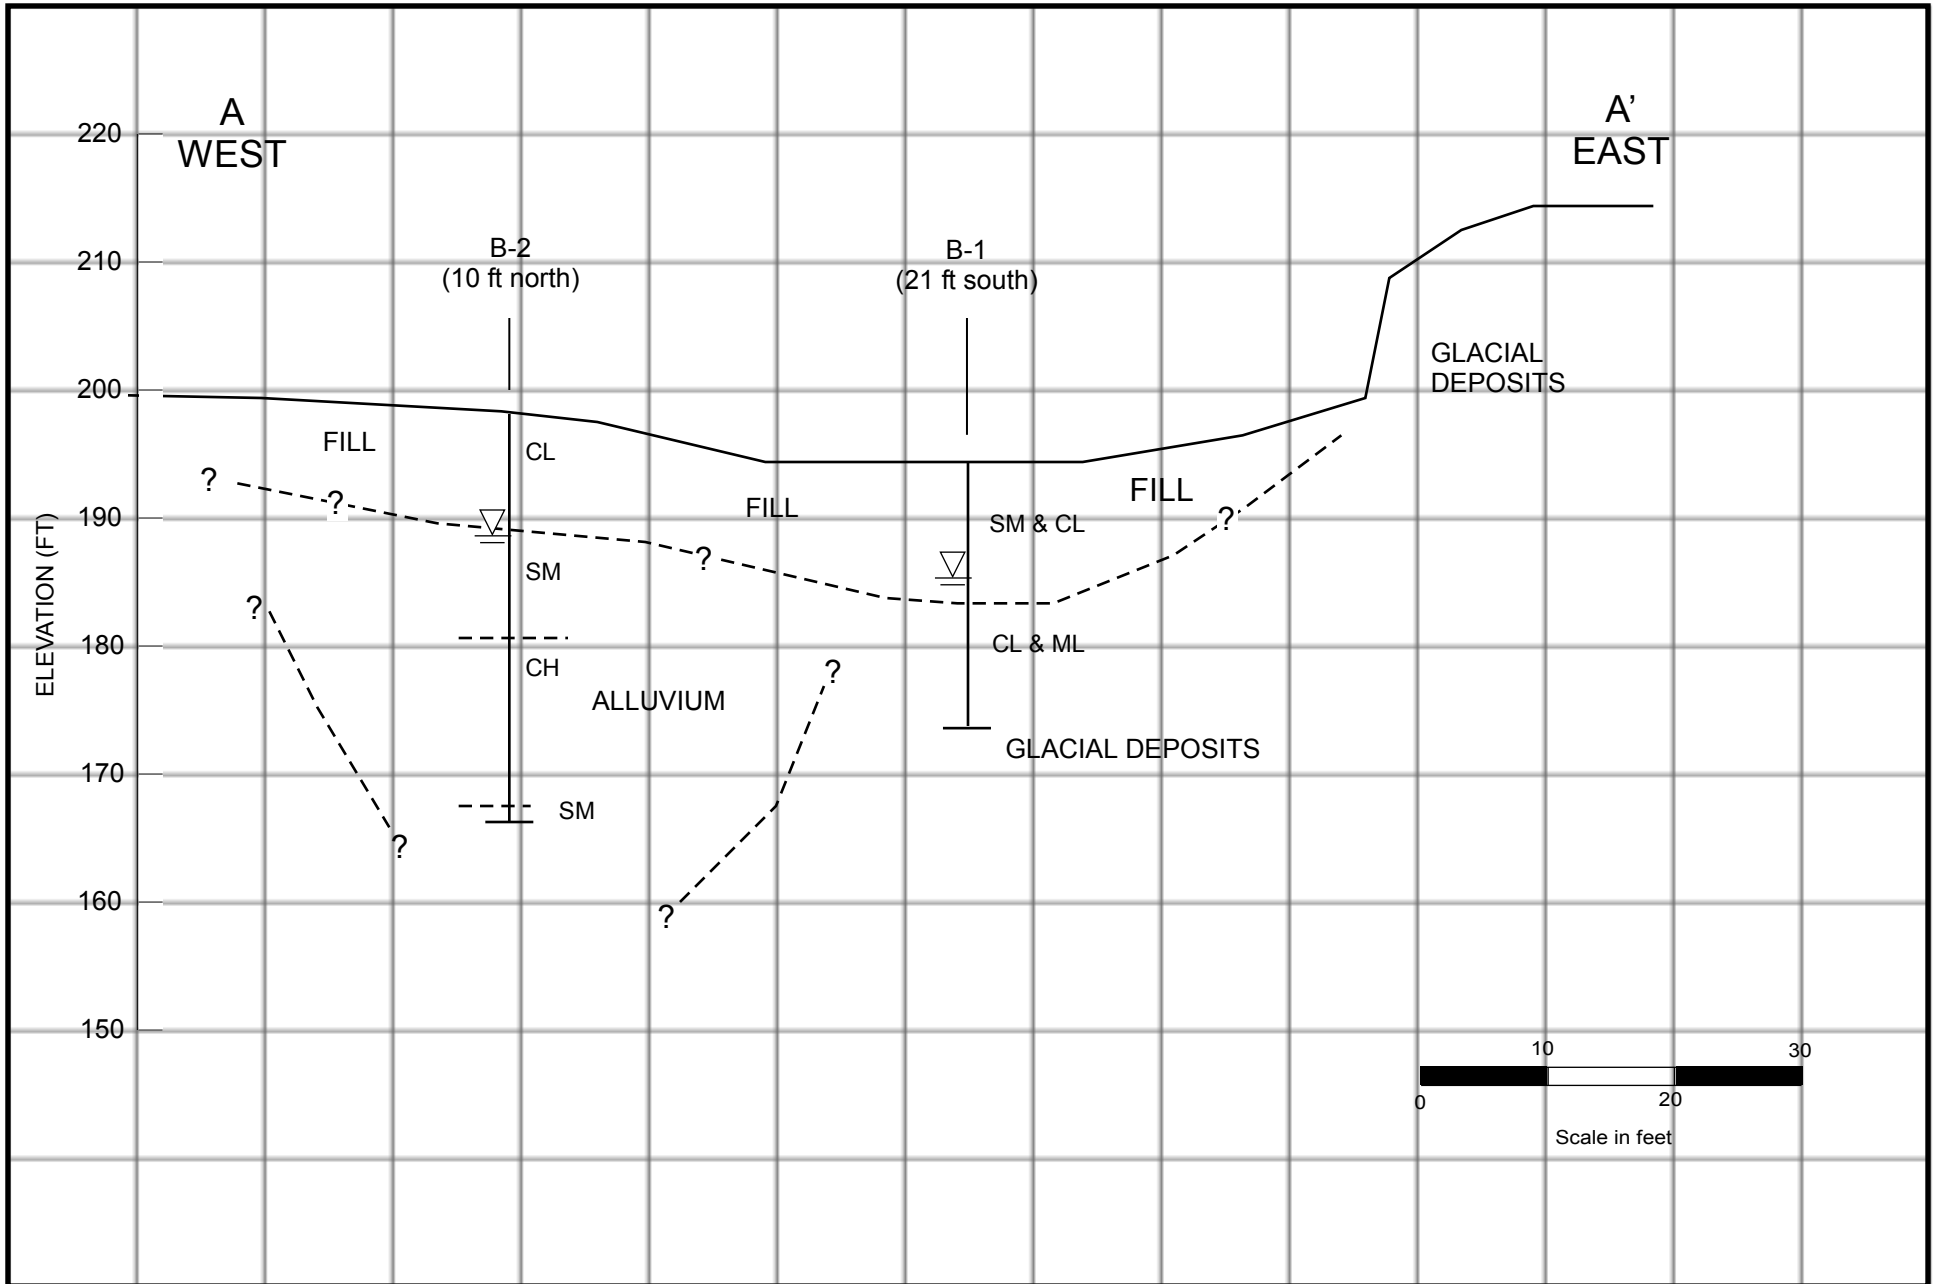 A
WEST
A’
EAST
220
B-2
(10 ft north)
B-1
(21 ft south)
210
GLACIAL
DEPOSITS
200
FILL
CL
?
?
FILL
FILL
190
SM & CL
?
?
SM
ELEVATION (FT)
?
180
CL & ML
CH
?
ALLUVIUM
GLACIAL DEPOSITS
170
SM
?
160
?
150
10
30
0
20
Scale in feet